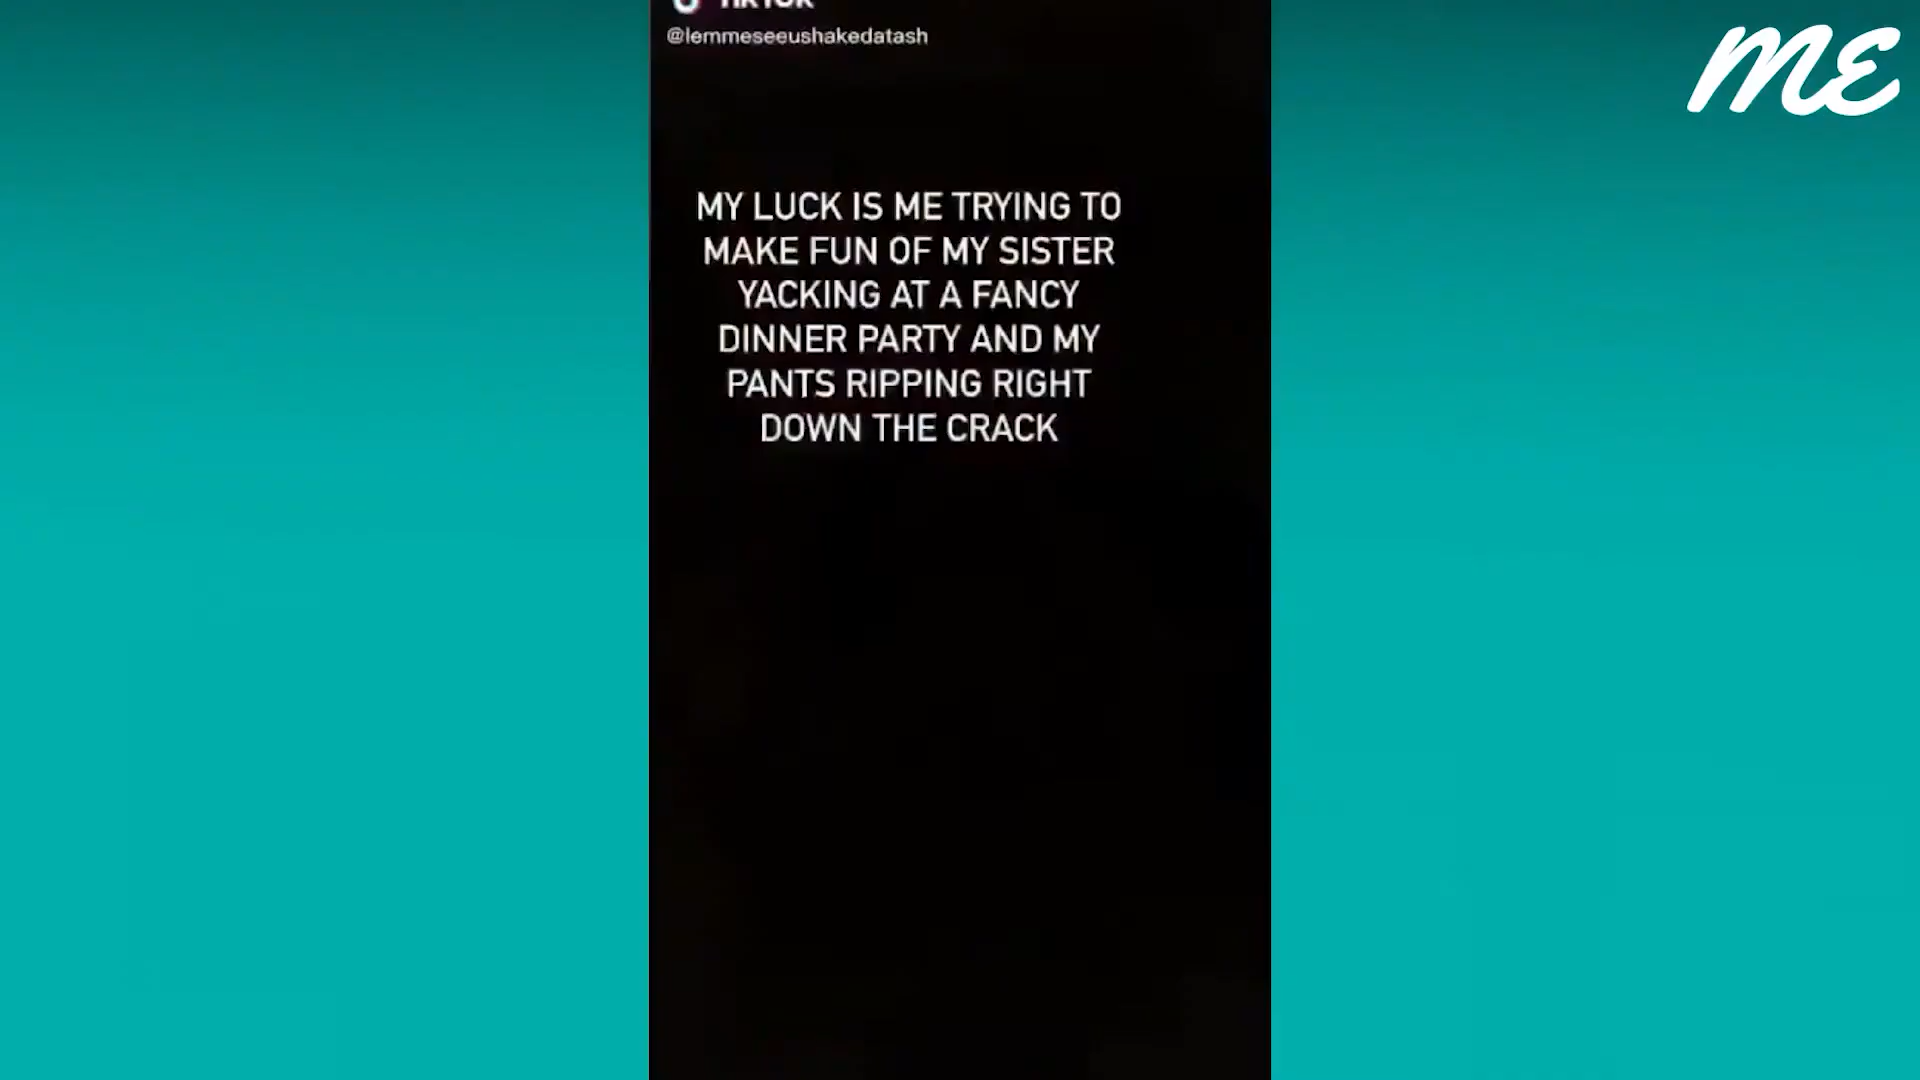 TikTok
@lemmeseeushakedatash
ME
MY LUCK IS ME TRYING TO
MAKE FUN OF MY SISTER
YACKING AT A FANCY
DINNER PARTY AND MY
PANTS RIPPING RIGHT
DOWN THE CRACK